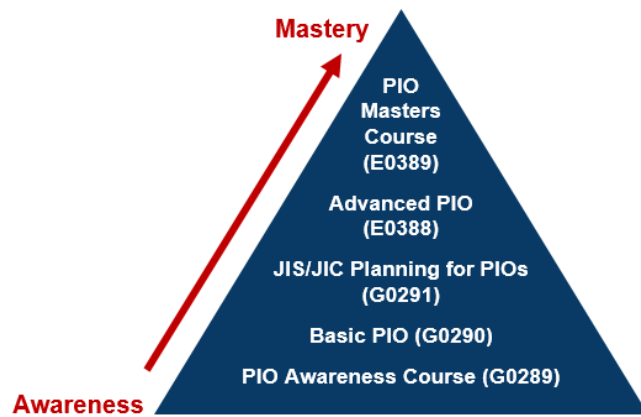 Mastery
PIO
Masters
Course
(E0389)
Advanced PIO
(E0388)
JIS/JIC Planning for PIOs
(G0291)
Basic PIO (G0290)
PIO Awareness Course (G0289)
Awareness